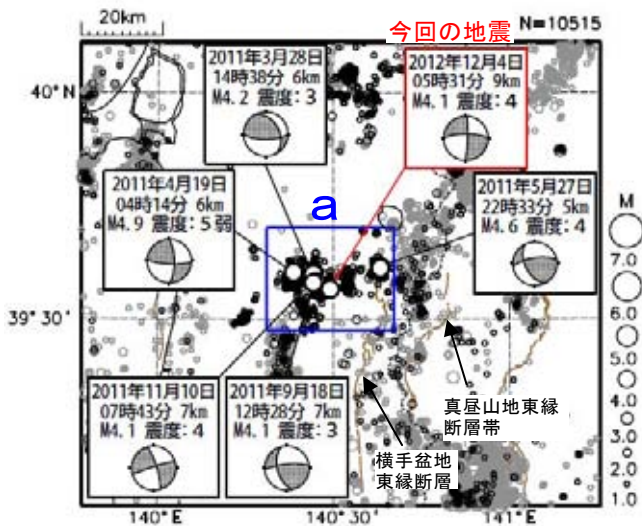 20km
今回の地震
N=10515
2011年3月28日
14時38分 6km
M4.2 震度:3
2012年12月4日
05時31分 9km
M4.1 震度:4
40°N
2011年4月19日
04時14分 6km
M4.9 震度:5弱
a
2011年5月27日
22時33分 5km
M4.6 震度:4
M
7.0
6.0
5.0
4.0
3.0
2.0
1.0
39°30'
2011年11月10日
07時43分 7km
M4.1 震度:4
2011年9月18日
12時28分 7km
M4.1 震度:3
真昼山地東縁
断層帯
横手盆地
東縁断層
140°E
140°30'
141°E